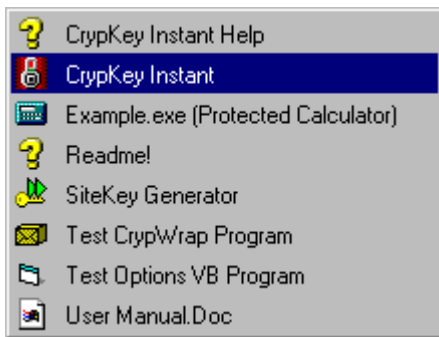 CrypKey Instant Help
CrypKey Instant
Example.exe (Protected Calculator)
Readme!
SiteKey Generator
Test CrypWrap Program
Test Options VB Program
User Manual.Doc